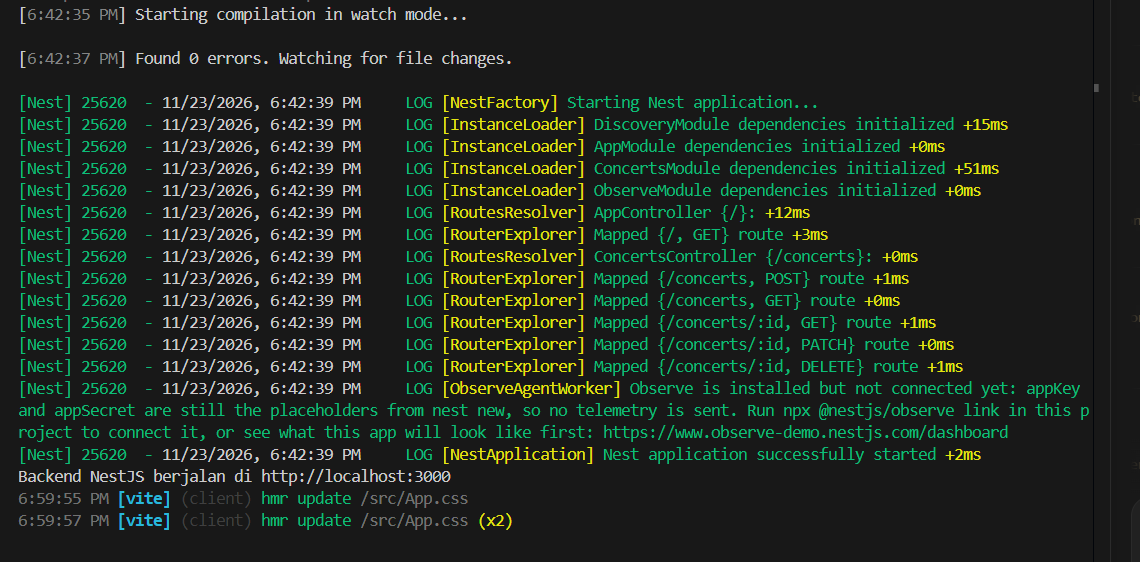 [6:42:35 PM] Starting compilation in watch mode...
[6:42:37 PM] Found 0 errors. Watching for file changes.
[Nest] 25620  - 11/23/2026, 6:42:39 PM     LOG [NestFactory] Starting Nest application...
[Nest] 25620  - 11/23/2026, 6:42:39 PM     LOG [InstanceLoader] DiscoveryModule dependencies initialized +15ms
[Nest] 25620  - 11/23/2026, 6:42:39 PM     LOG [InstanceLoader] AppModule dependencies initialized +0ms
[Nest] 25620  - 11/23/2026, 6:42:39 PM     LOG [InstanceLoader] ConcertsModule dependencies initialized +51ms
[Nest] 25620  - 11/23/2026, 6:42:39 PM     LOG [InstanceLoader] ObserveModule dependencies initialized +0ms
[Nest] 25620  - 11/23/2026, 6:42:39 PM     LOG [RoutesResolver] AppController {/}: +12ms
[Nest] 25620  - 11/23/2026, 6:42:39 PM     LOG [RouterExplorer] Mapped {/, GET} route +3ms
[Nest] 25620  - 11/23/2026, 6:42:39 PM     LOG [RoutesResolver] ConcertsController {/concerts}: +0ms
[Nest] 25620  - 11/23/2026, 6:42:39 PM     LOG [RouterExplorer] Mapped {/concerts, POST} route +1ms
[Nest] 25620  - 11/23/2026, 6:42:39 PM     LOG [RouterExplorer] Mapped {/concerts, GET} route +0ms
[Nest] 25620  - 11/23/2026, 6:42:39 PM     LOG [RouterExplorer] Mapped {/concerts/:id, GET} route +1ms
[Nest] 25620  - 11/23/2026, 6:42:39 PM     LOG [RouterExplorer] Mapped {/concerts/:id, PATCH} route +0ms
[Nest] 25620  - 11/23/2026, 6:42:39 PM     LOG [RouterExplorer] Mapped {/concerts/:id, DELETE} route +1ms
[Nest] 25620  - 11/23/2026, 6:42:39 PM     LOG [ObserveAgentWorker] Observe is installed but not connected yet: appKey
and appSecret are still the placeholders from nest new, so no telemetry is sent. Run npx @nestjs/observe link in this p
roject to connect it, or see what this app will look like first: https://www.observe-demo.nestjs.com/dashboard
[Nest] 25620  - 11/23/2026, 6:42:39 PM     LOG [NestApplication] Nest application successfully started +2ms
Backend NestJS berjalan di http://localhost:3000
6:59:55 PM [vite] (client) hmr update /src/App.css
6:59:57 PM [vite] (client) hmr update /src/App.css (x2)